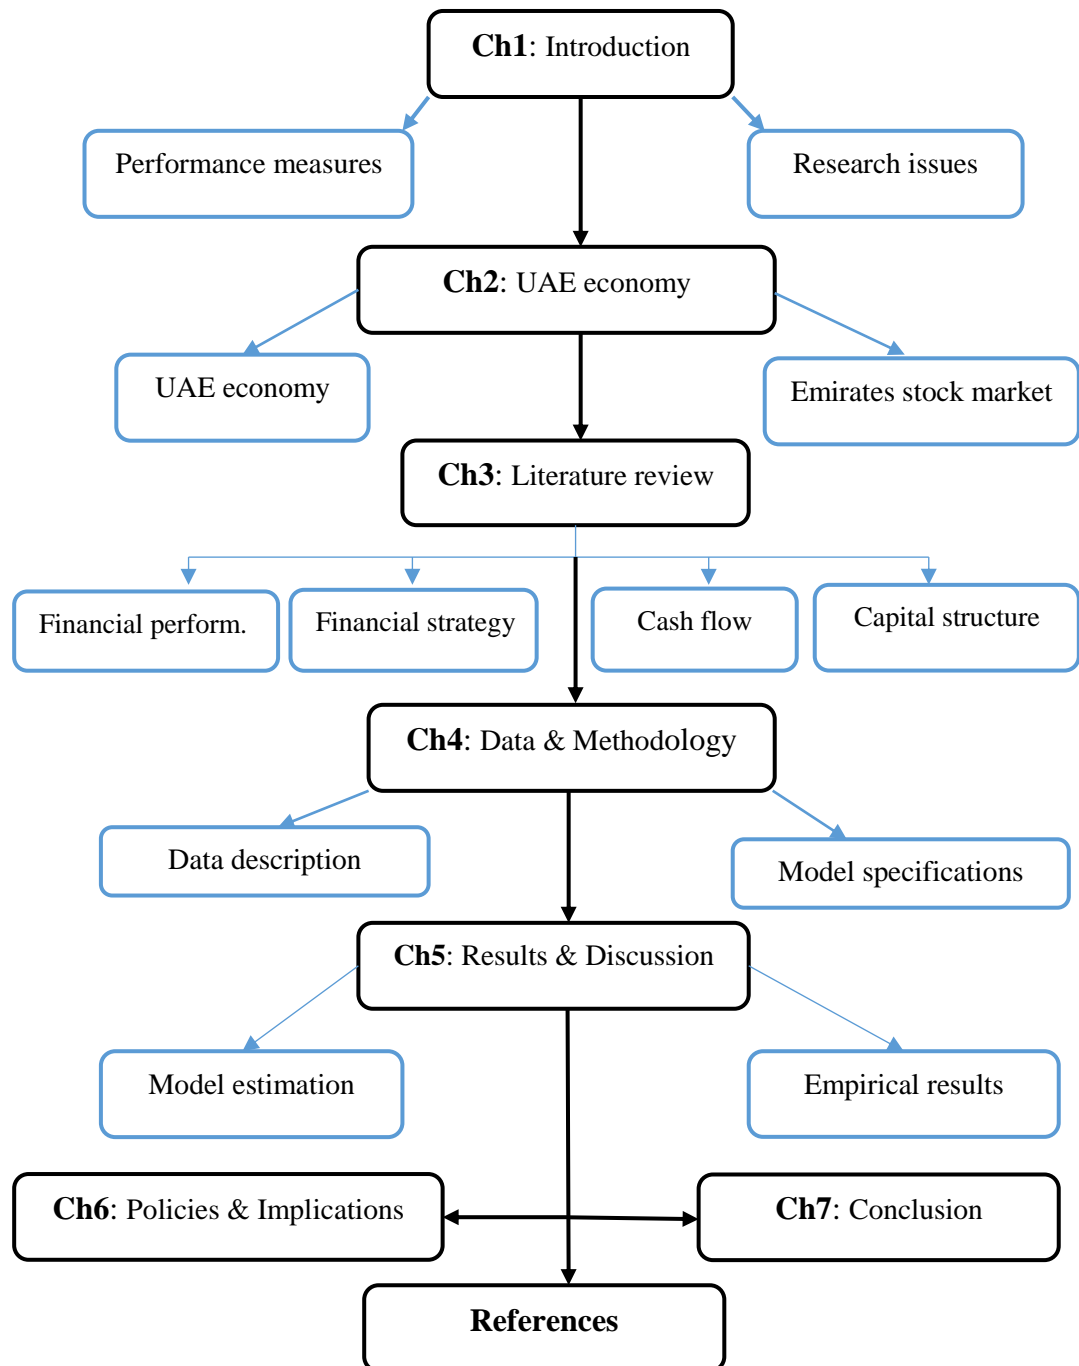 Ch1: Introduction
Performance measures
Research issues
Ch2: UAE economy
UAE economy
Emirates stock market
Ch3: Literature review
Financial perform.
Financial strategy
Cash flow
Capital structure
Ch4: Data & Methodology
Data description
Model specifications
Ch5: Results & Discussion
Model estimation
Empirical results
Ch6: Policies & Implications
Ch7: Conclusion
References